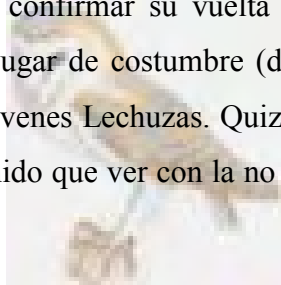 confirmar su vuelta
ugar de costumbre (d
venes Lechuzas. Quiz
ido que ver con la no